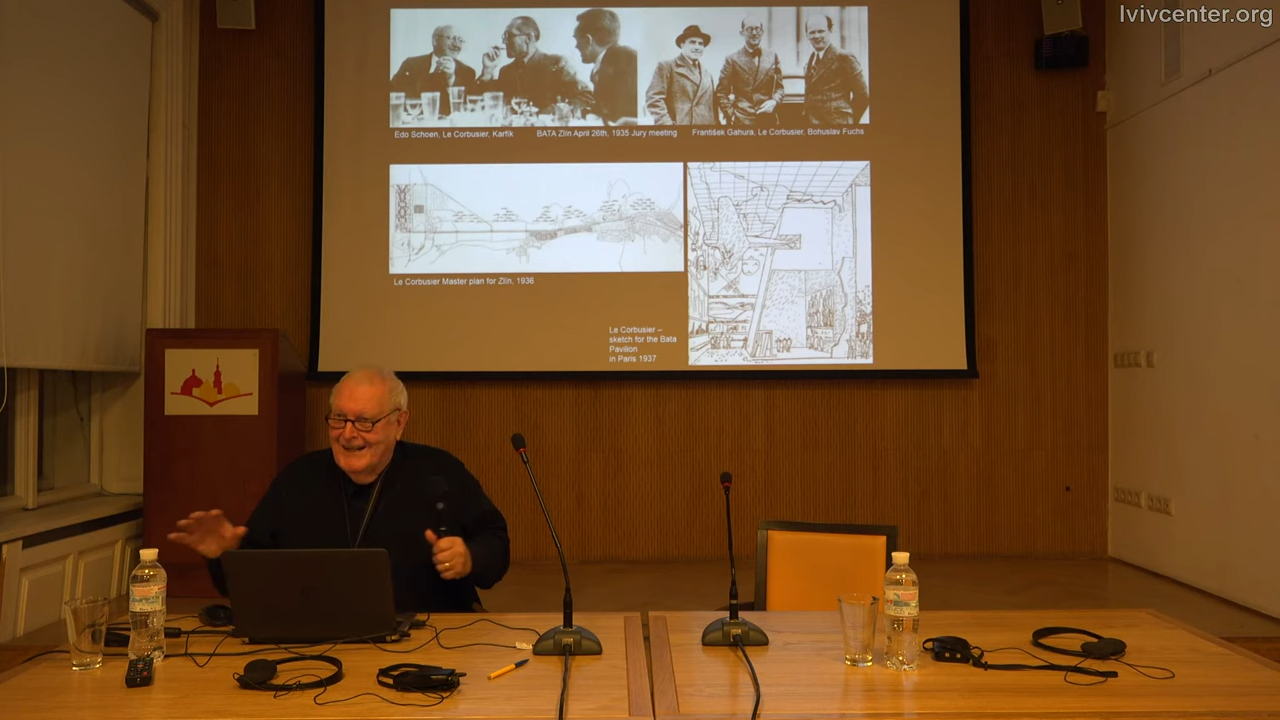 lvivcenter.org
Edo Schoen, Le Corbusier, Karfík
BATA Zlín April 26th, 1935 Jury meeting
František Gahura, Le Corbusier, Bohuslav Fuchs
Le Corbusier Master plan for Zlín, 1936
Le Corbusier –
sketch for the Bata
Pavilion
in Paris 1937